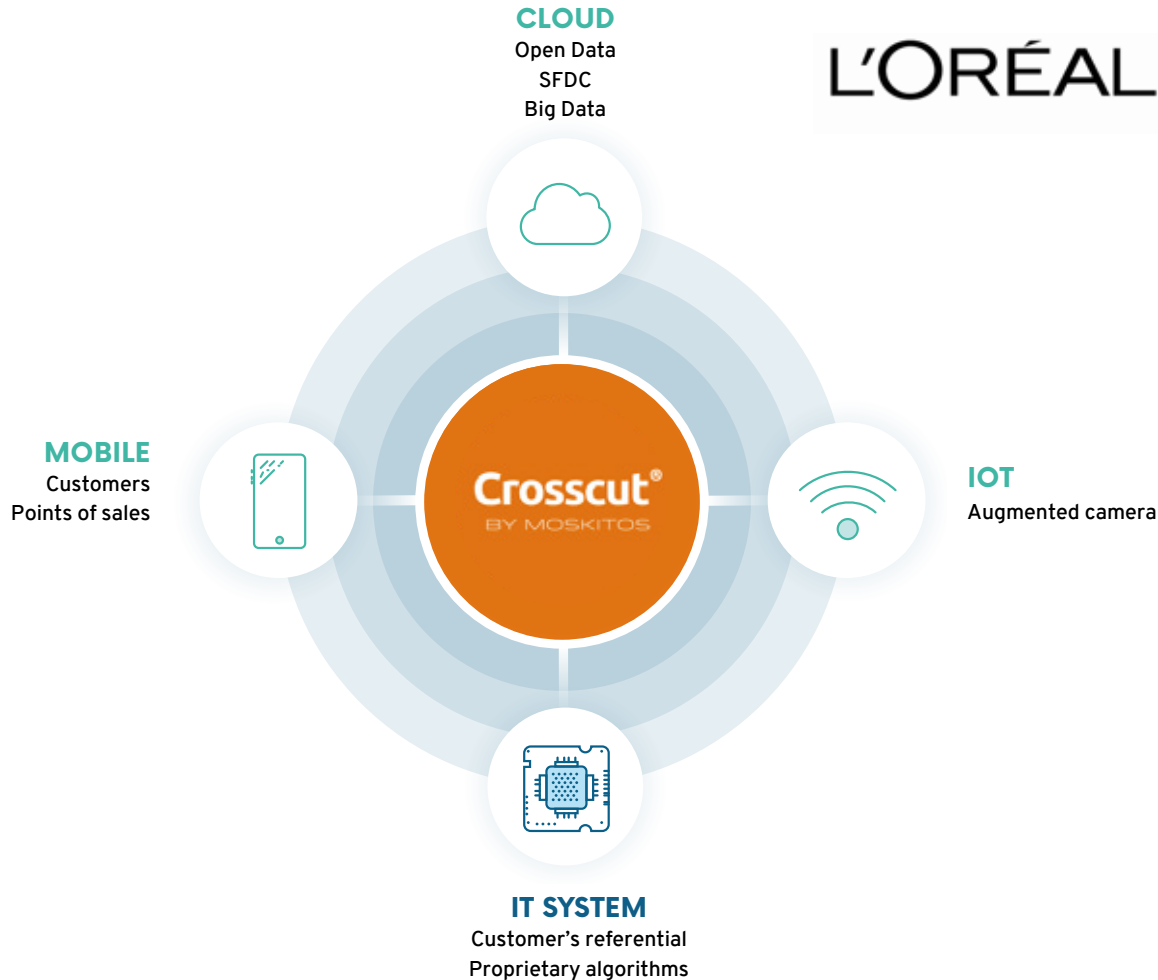 CLOUD
Open Data
SFDC
Big Data
L'ORÉAL
MOBILE
Customers
Points of sales
Crosscut®
BY MOSKITOS
IOT
Augmented camera
IT SYSTEM
Customer’s referential
Proprietary algorithms